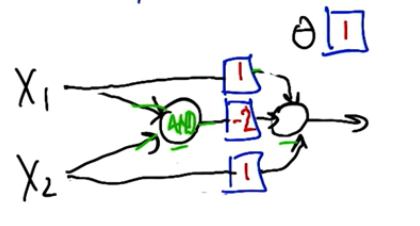 θ 1
X₁ 1
AND -2
X₂ 1